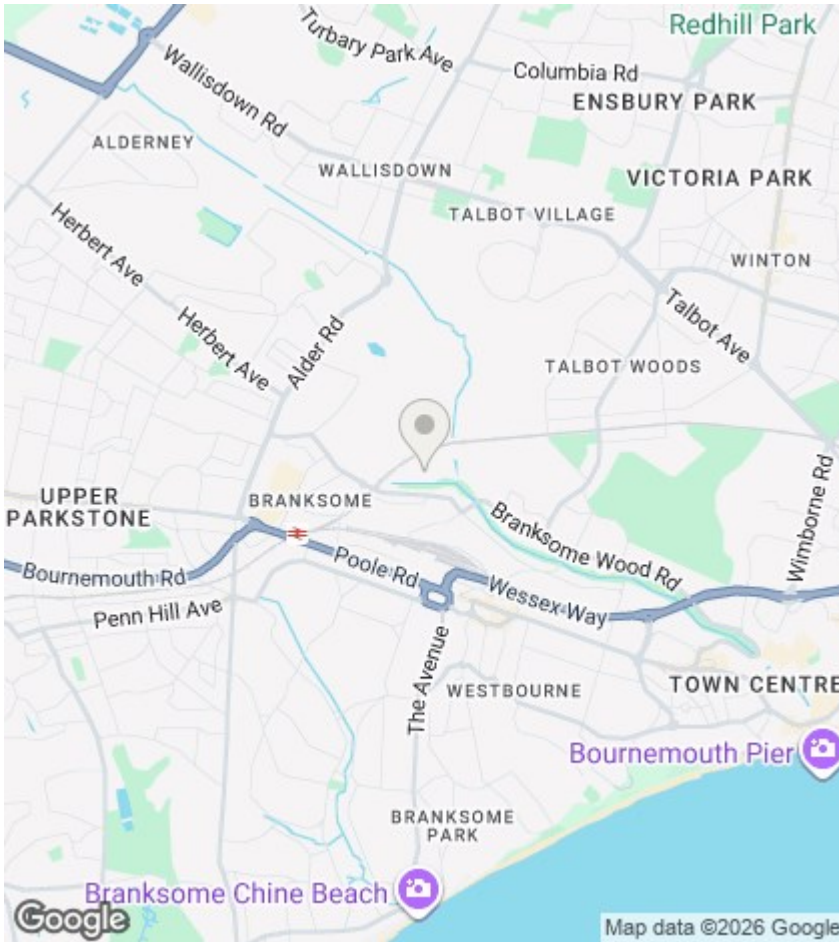 Redhill Park
Turbary Park Ave
Columbia Rd
Wallisdown Rd
ENSBURY PARK
ALDERNEY
WALLISDOWN
VICTORIA PARK
TALBOT VILLAGE
Herbert Ave
WINTON
Talbot Ave
Herbert Ave
Alder Rd
TALBOT WOODS
UPPER
PARKSTONE
BRANKSOME
Branksome Wood Rd
Wimborne Rd
Bournemouth Rd
Poole Rd
Wessex Way
Penn Hill Ave
The Avenue
WESTBOURNE
TOWN CENTRE
Bournemouth Pier
BRANKSOME
PARK
Branksome Chine Beach
Google
Map data ©2026 Google